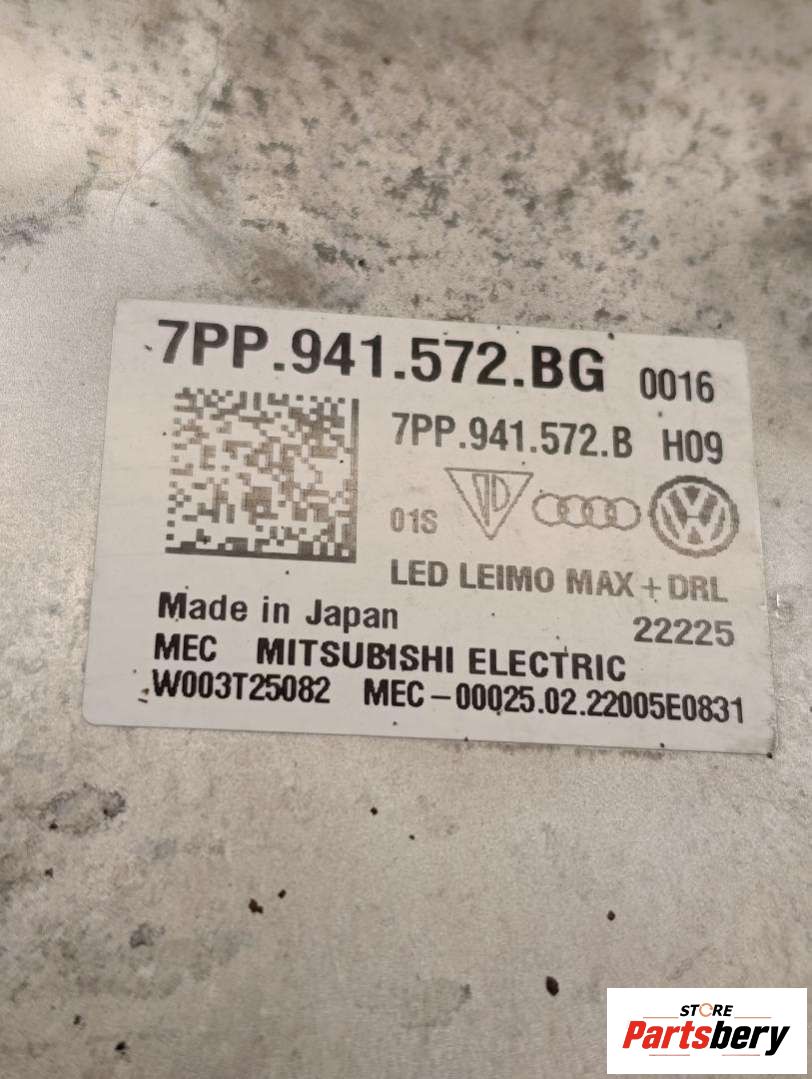 7PP.941.572.BG 0016
7PP.941.572.B H09
01S
LED LEIMO MAX + DRL
Made in Japan 22225
MEC MITSUBISHI ELECTRIC
W003T25082 MEC-00025.02.22005E0831
STORE
Partsbery